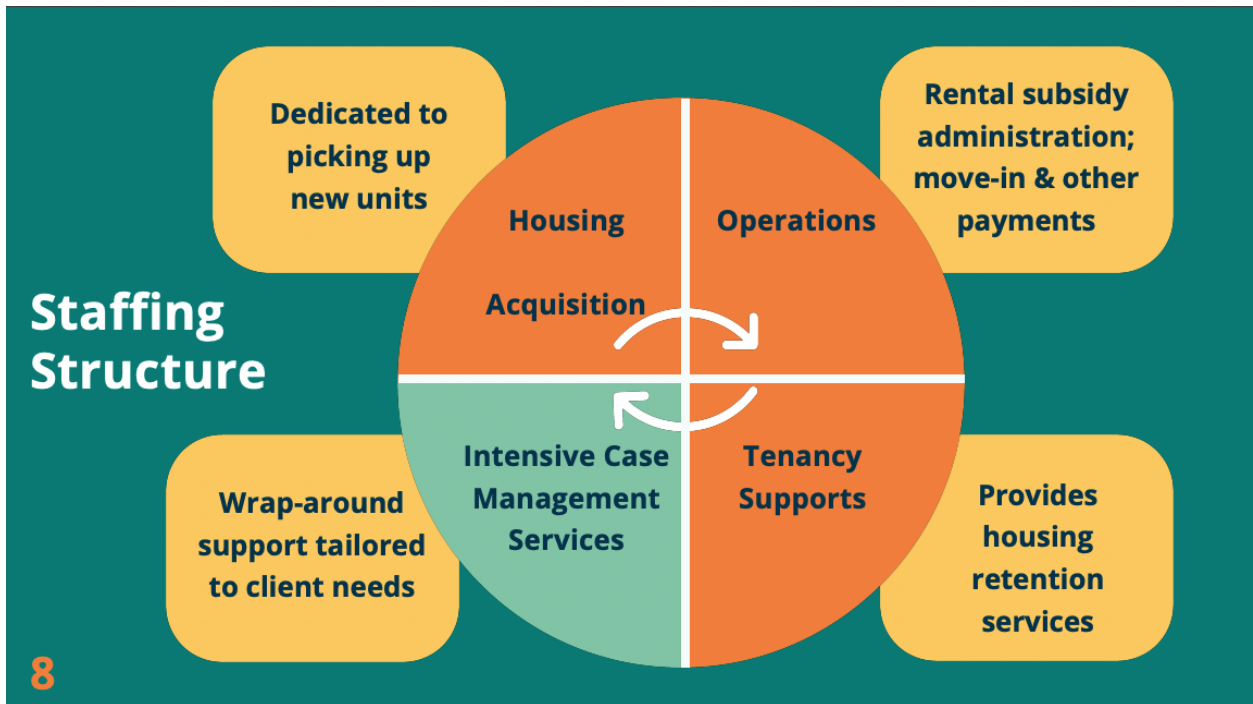 Staffing
Structure
Dedicated to
picking up
new units
Housing
Acquisition
Operations
Rental subsidy
administration;
move-in & other
payments
Wrap-around
support tailored
to client needs
Intensive Case
Management
Services
Tenancy
Supports
Provides
housing
retention
services
8